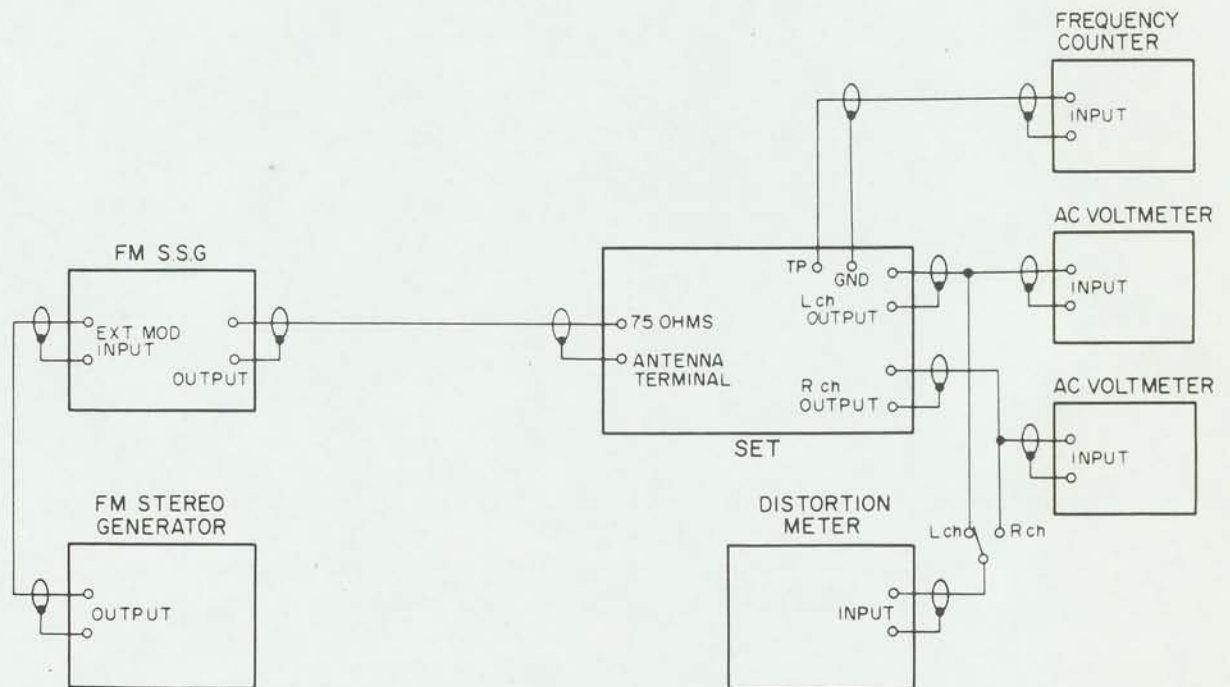 FREQUENCY
COUNTER
INPUT
AC VOLTMETER
INPUT
AC VOLTMETER
INPUT
FM S.S.G
EXT. MOD
INPUT
OUTPUT
TP
GND
L ch
OUTPUT
75 OHMS
ANTENNA
TERMINAL
R ch
OUTPUT
SET
FM STEREO
GENERATOR
OUTPUT
DISTORTION
METER
INPUT
L ch
R ch